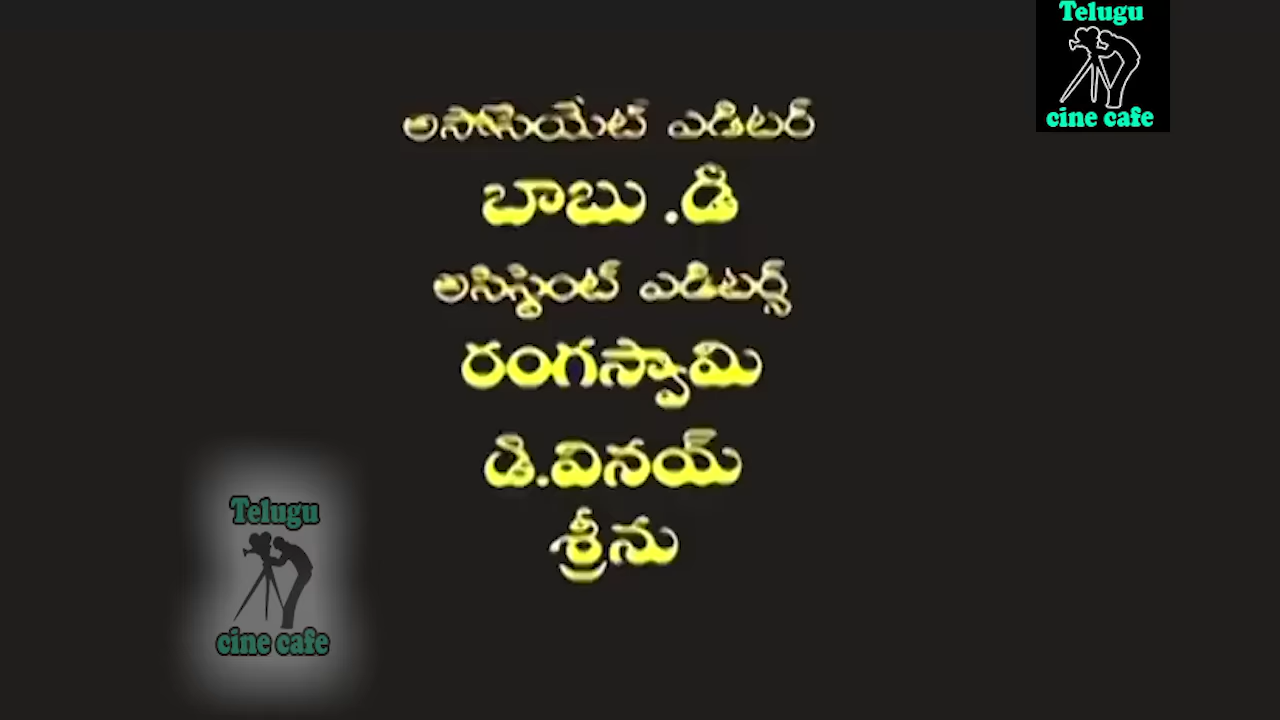 Telugu
cine cafe
అసోసియేట్ ఎడిటర్
బాబు .డి
అసిస్టెంట్ ఎడిటర్స్
రంగస్వామి
డి.వినయ్
శ్రీను
Telugu
cine cafe